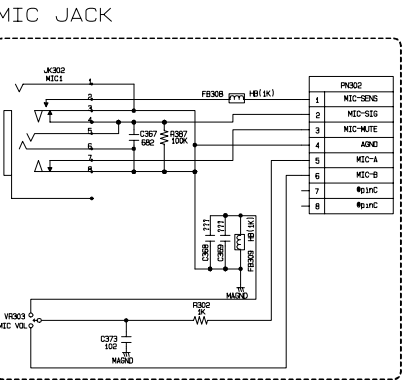 MIC JACK
JK302
MIC1
1
2
3
4
5
6
7
8
FB308
HB(1K)
C367
682
R387
100K
PN302
1 MIC-SENS
2 MIC-SIG
3 MIC-MUTE
4 AGND
5 MIC-A
6 MIC-B
7 @pinC
8 @pinC
C368
???
C369
???
FB309
HB(1K)
MAGND
VR303
MIC VOL
R302
1K
C373
102
MAGND